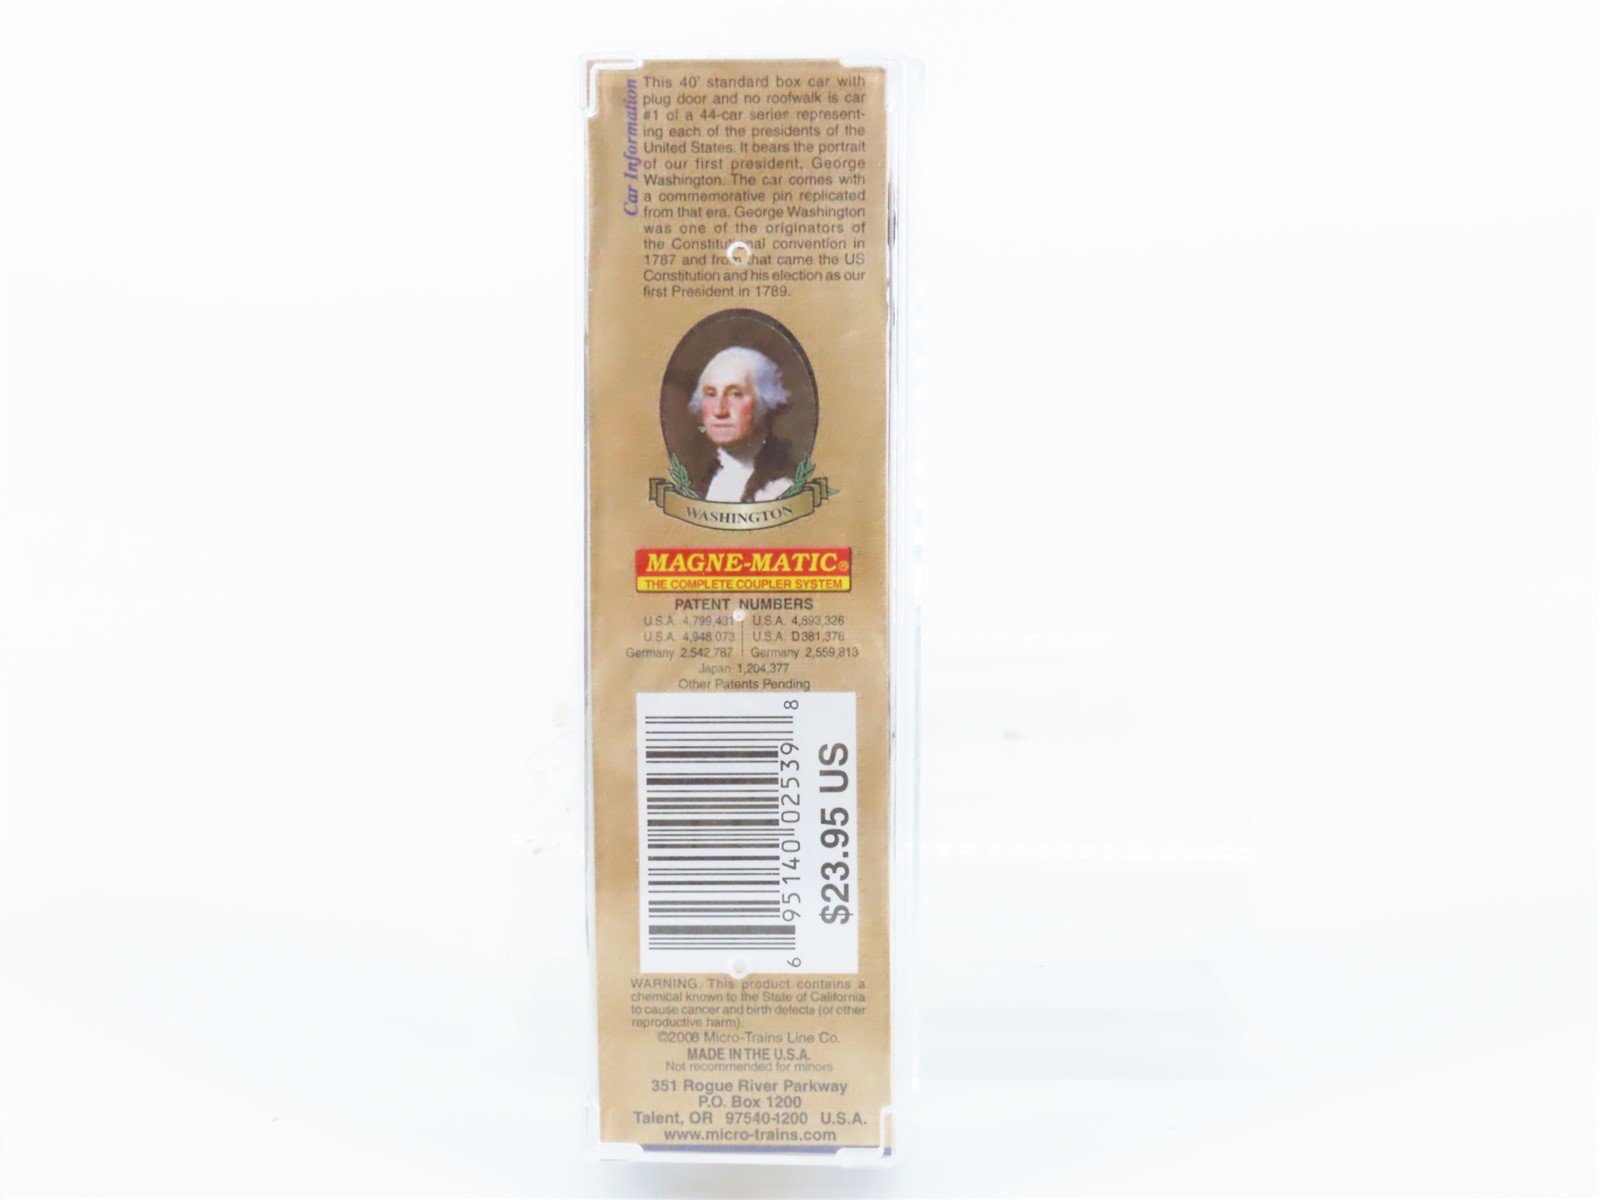 Car Information
This 40' standard box car with
plug door and no roofwalk is car
#1 of a 44-car series represent-
ing each of the presidents of the
United States. It bears the portrait
of our first president, George
Washington. The car comes with
a commemorative pin replicated
from that era. George Washington
was one of the originators of
the Constitutional convention in
1787 and from that came the US
Constitution and his election as our
first President in 1789.
WASHINGTON
MAGNE-MATIC®
THE COMPLETE COUPLER SYSTEM
PATENT NUMBERS
U.S.A. 4,799,431 U.S.A. 4,893,326
U.S.A. 4,948,073 U.S.A. D381,376
Germany 2,542,787 Germany 2,559,813
Japan 1,204,377
Other Patents Pending
6 95140 02539 8
$23.95 US
WARNING. This product contains a
chemical known to the State of California
to cause cancer and birth defects (or other
reproductive harm).
©2008 Micro-Trains Line Co.
MADE IN THE U.S.A.
Not recommended for minors
351 Rogue River Parkway
P.O. Box 1200
Talent, OR 97540-1200 U.S.A.
www.micro-trains.com